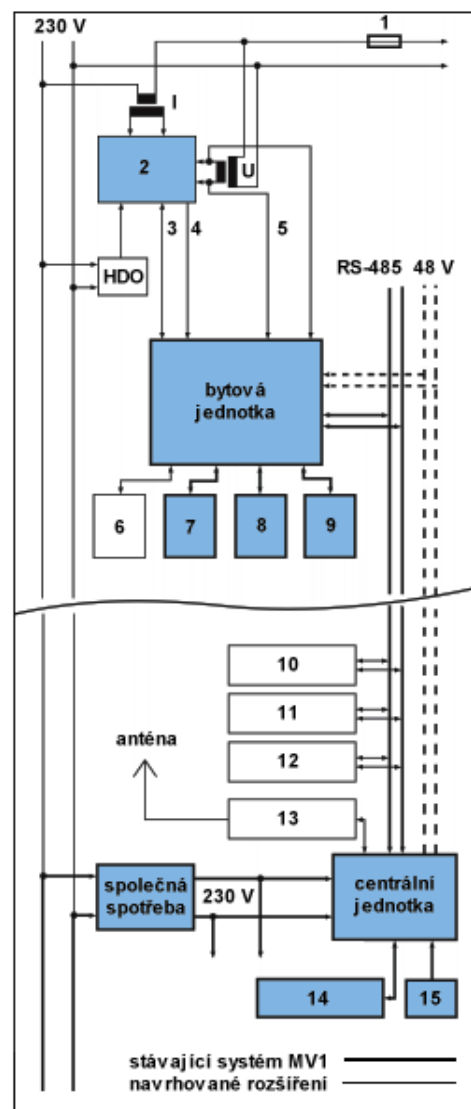 230 V
1
I
2
U
3 4 5
HDO
RS-485 48 V
bytová
jednotka
6 7 8 9
10
11
anténa
12
13
společná
spotřeba
230 V
centrální
jednotka
14
15
stávající systém MV1
navrhované rozšíření